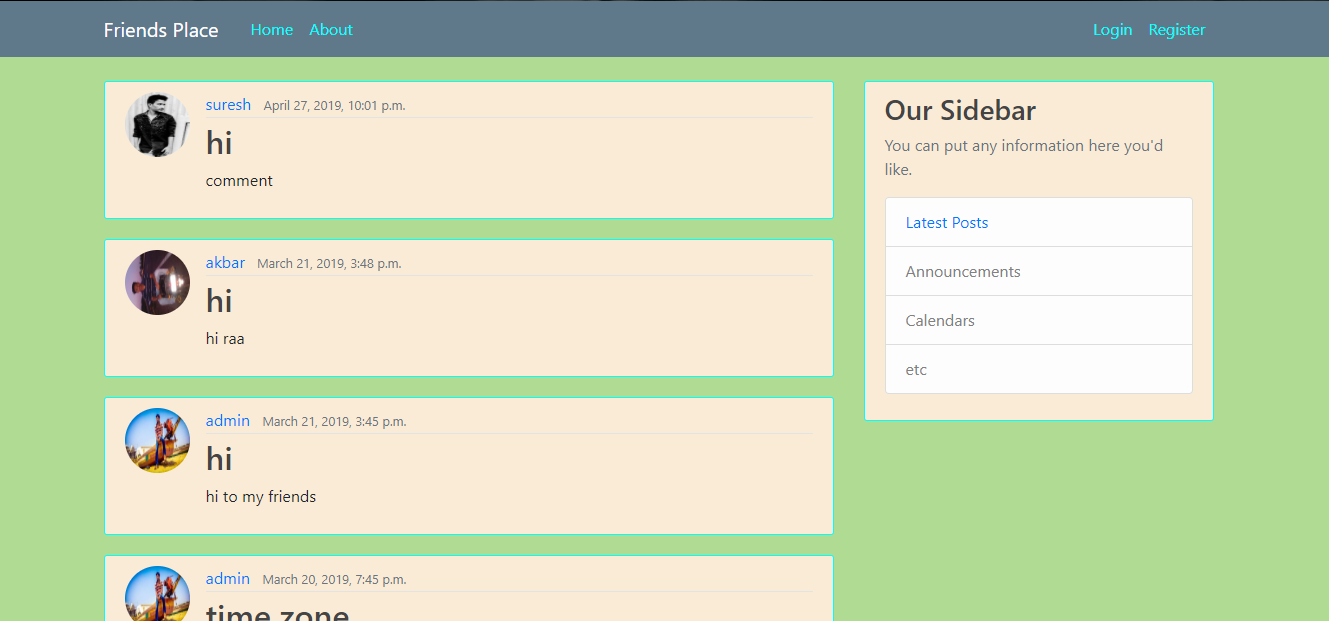 Friends Place Home About Login Register
suresh April 27, 2019, 10:01 p.m.
hi
comment
akbar March 21, 2019, 3:48 p.m.
hi
hi raa
admin March 21, 2019, 3:45 p.m.
hi
hi to my friends
admin March 20, 2019, 7:45 p.m.
time zone
Our Sidebar
You can put any information here you'd
like.
Latest Posts
Announcements
Calendars
etc